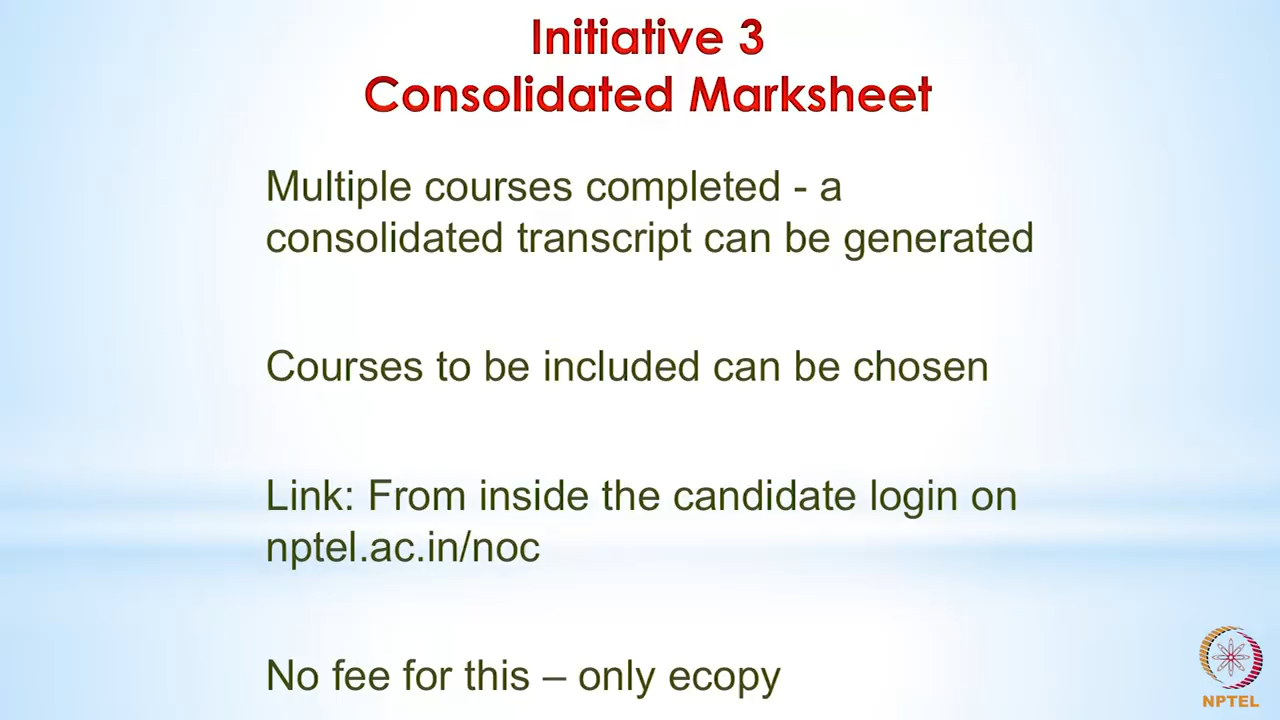 Initiative 3
Consolidated Marksheet
Multiple courses completed - a
consolidated transcript can be generated
Courses to be included can be chosen
Link: From inside the candidate login on
nptel.ac.in/noc
No fee for this – only ecopy
NPTEL